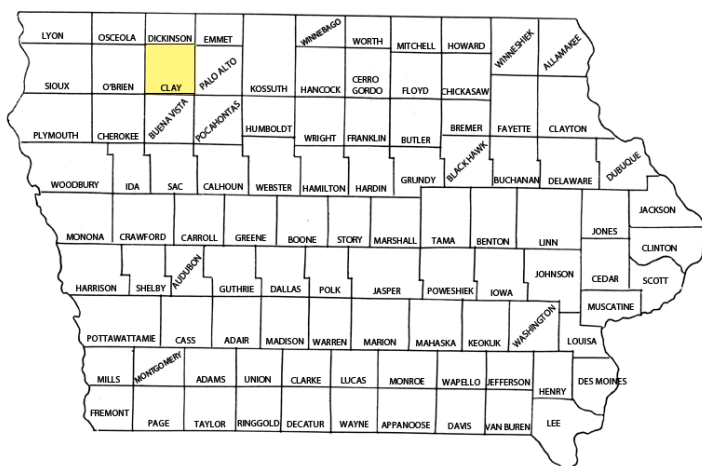 LYON OSCEOLA DICKINSON EMMET WINNEBAGO WORTH MITCHELL HOWARD WINNESHIEK ALLAMAKEE
SIOUX O'BRIEN CLAY PALO ALTO KOSSUTH HANCOCK CERRO GORDO FLOYD CHICKASAW
PLYMOUTH CHEROKEE BUENA VISTA POCAHONTAS HUMBOLDT WRIGHT FRANKLIN BUTLER BREMER FAYETTE CLAYTON
WOODBURY IDA SAC CALHOUN WEBSTER HAMILTON HARDIN GRUNDY BLACK HAWK BUCHANAN DELAWARE DUBUQUE
MONONA CRAWFORD CARROLL GREENE BOONE STORY MARSHALL TAMA BENTON LINN JONES JACKSON
HARRISON SHELBY AUDUBON GUTHRIE DALLAS POLK JASPER POWESHIEK IOWA JOHNSON CEDAR CLINTON
SCOTT
MUSCATINE
POTTAWATTAMIE CASS ADAIR MADISON WARREN MARION MAHASKA KEOKUK WASHINGTON LOUISA
MILLS MONTGOMERY ADAMS UNION CLARKE LUCAS MONROE WAPELLO JEFFERSON HENRY DES MOINES
FREMONT PAGE TAYLOR RINGGOLD DECATUR WAYNE APPANOOSE DAVIS VAN BUREN LEE